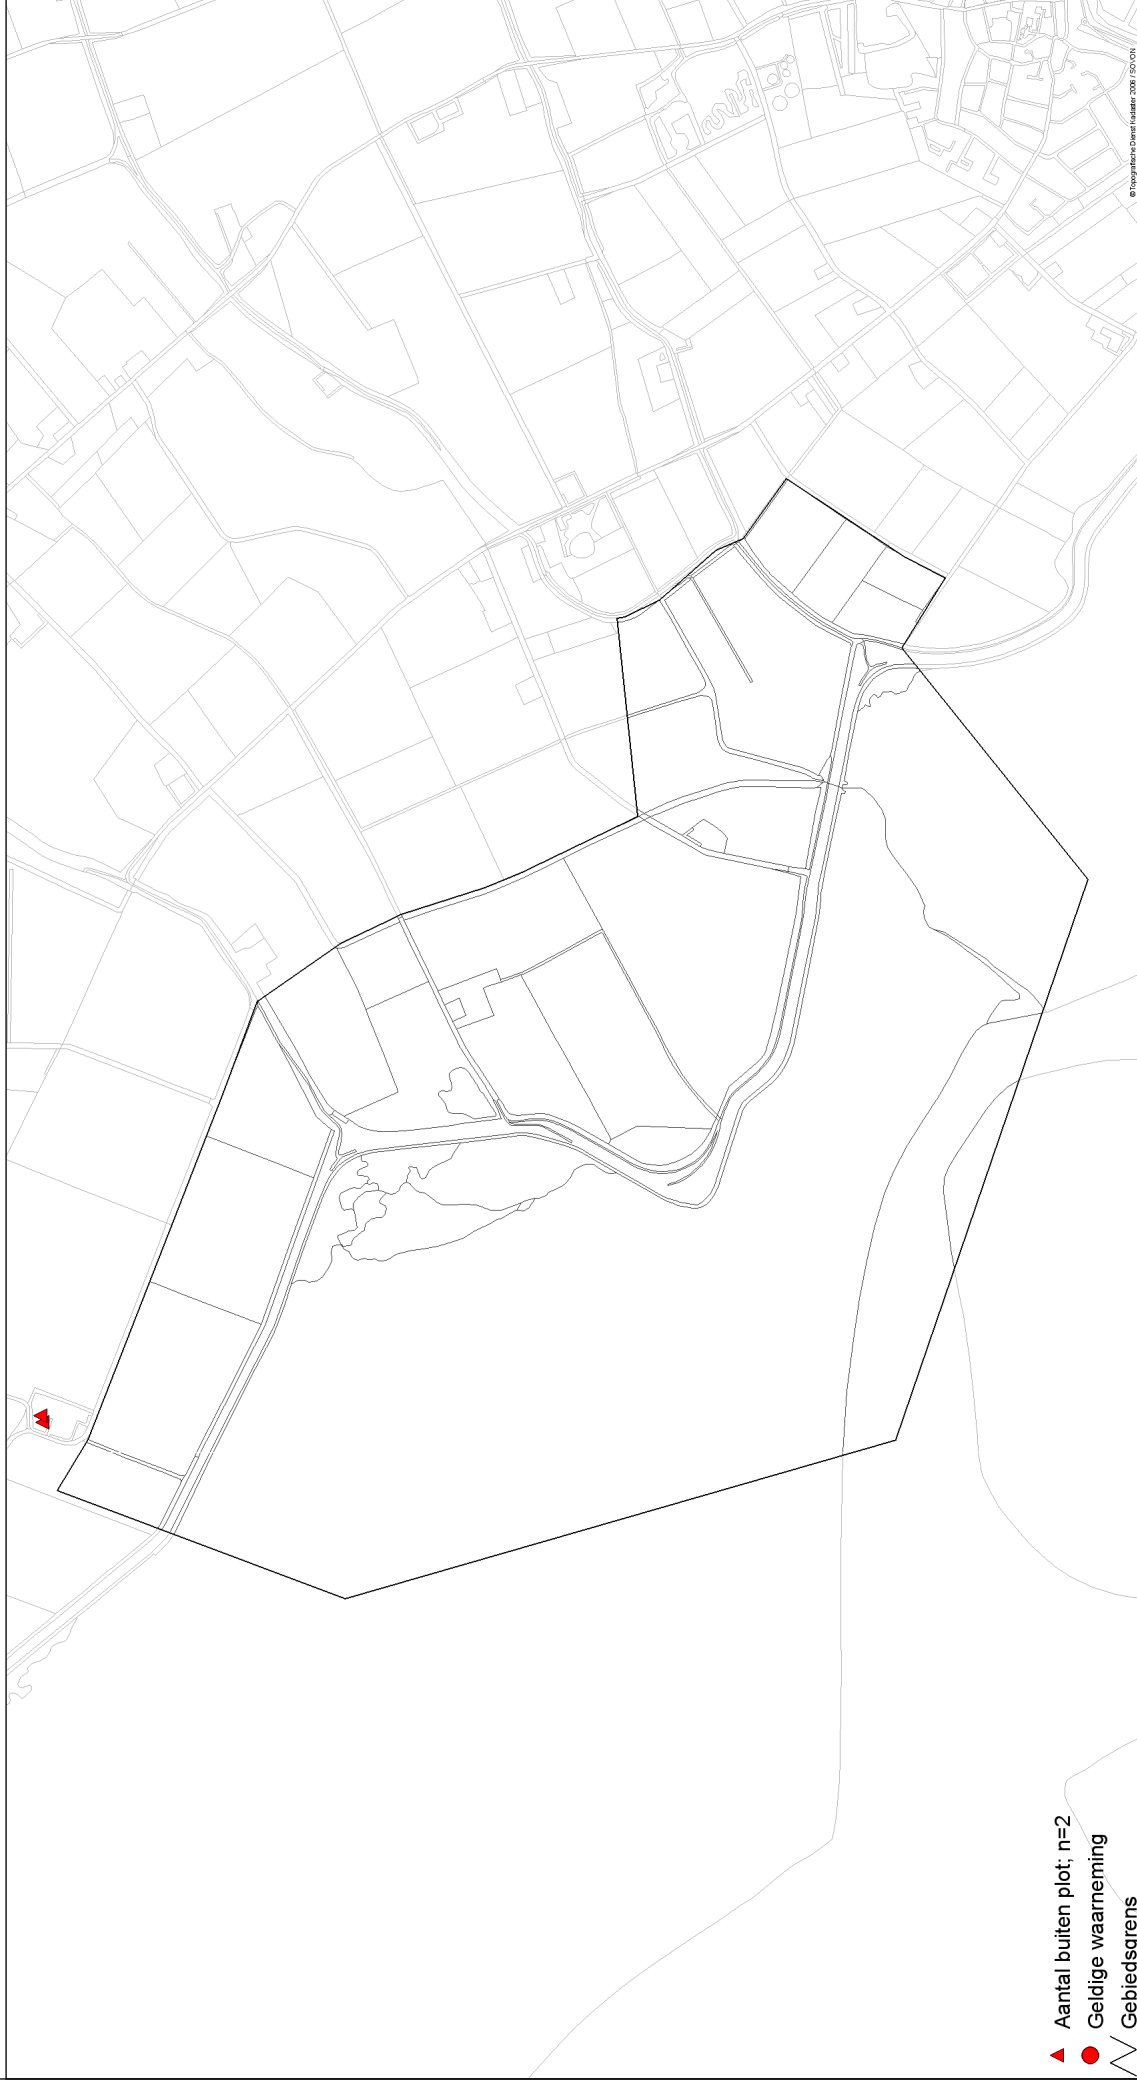 Aantal buiten plot; n=2
Geldige waarneming
Gebiedsgrens
©Topografische Dienst Kadaster 2006 / SOVON